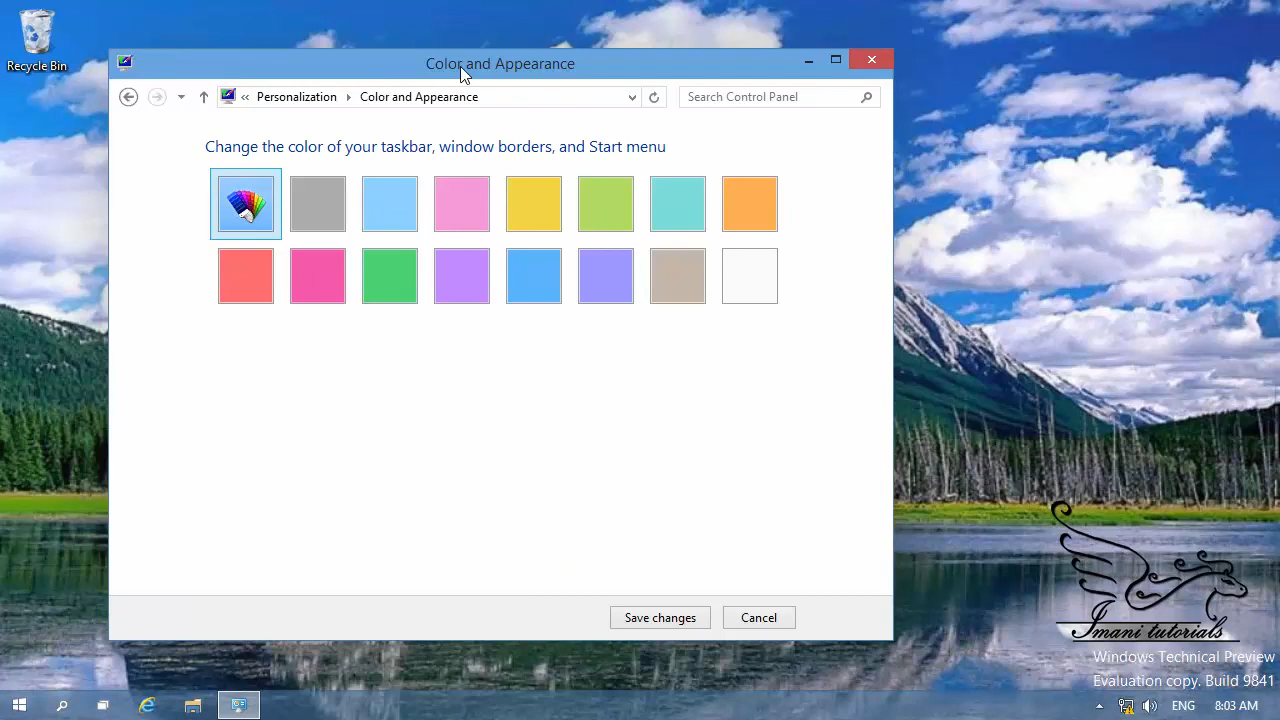 Recycle Bin
Color and Appearance
« Personalization Color and Appearance
Search Control Panel
Change the color of your taskbar, window borders, and Start menu
Save changes
Cancel
Imani tutorials
Windows Technical Preview
Evaluation copy. Build 9841
ENG
8:03 AM